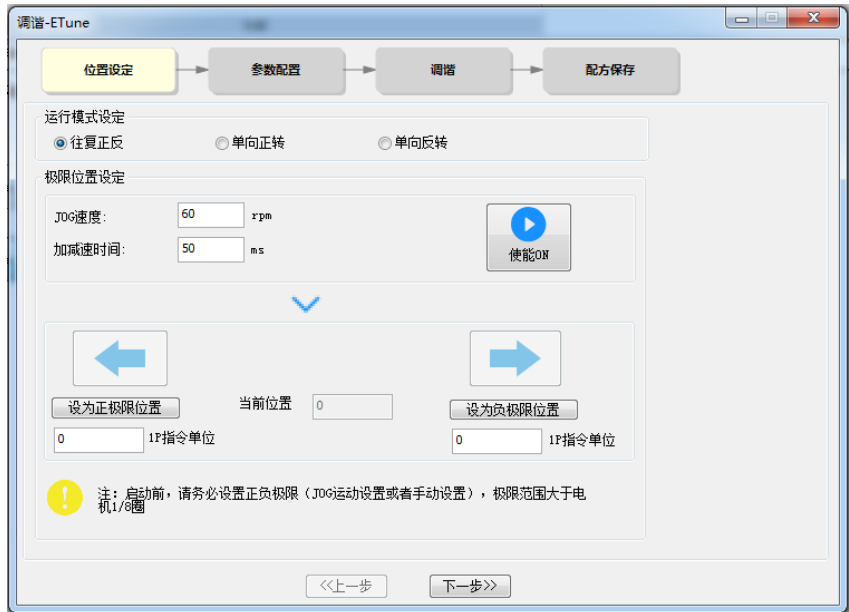 调谐-ETune
位置设定
参数配置
调谐
配方保存
运行模式设定
往复正反
单向正转
单向反转
极限位置设定
JOG速度:
60
rpm
加减速时间:
50
ms
使能ON
设为正极限位置
当前位置
0
设为负极限位置
0
1P指令单位
0
1P指令单位
注: 启动前, 请务必设置正负极限 (JOG运动设置或者手动设置), 极限范围大于电
机1/8圈
<<上一步
下一步>>